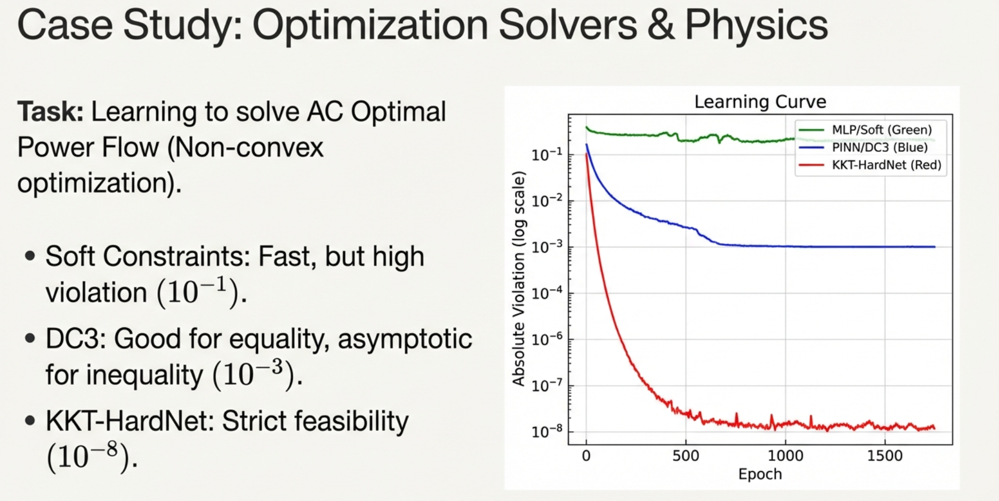 Case Study: Optimization Solvers & Physics
Task: Learning to solve AC Optimal
Power Flow (Non-convex
optimization).
• Soft Constraints: Fast, but high
violation (10⁻¹).
• DC3: Good for equality, asymptotic
for inequality (10⁻³).
• KKT-HardNet: Strict feasibility
(10⁻⁸).
Learning Curve
MLP/Soft (Green)
PINN/DC3 (Blue)
KKT-HardNet (Red)
Absolute Violation (log scale)
10⁻¹
10⁻²
10⁻³
10⁻⁴
10⁻⁶
10⁻⁷
10⁻⁸
0 500 1000 1500
Epoch